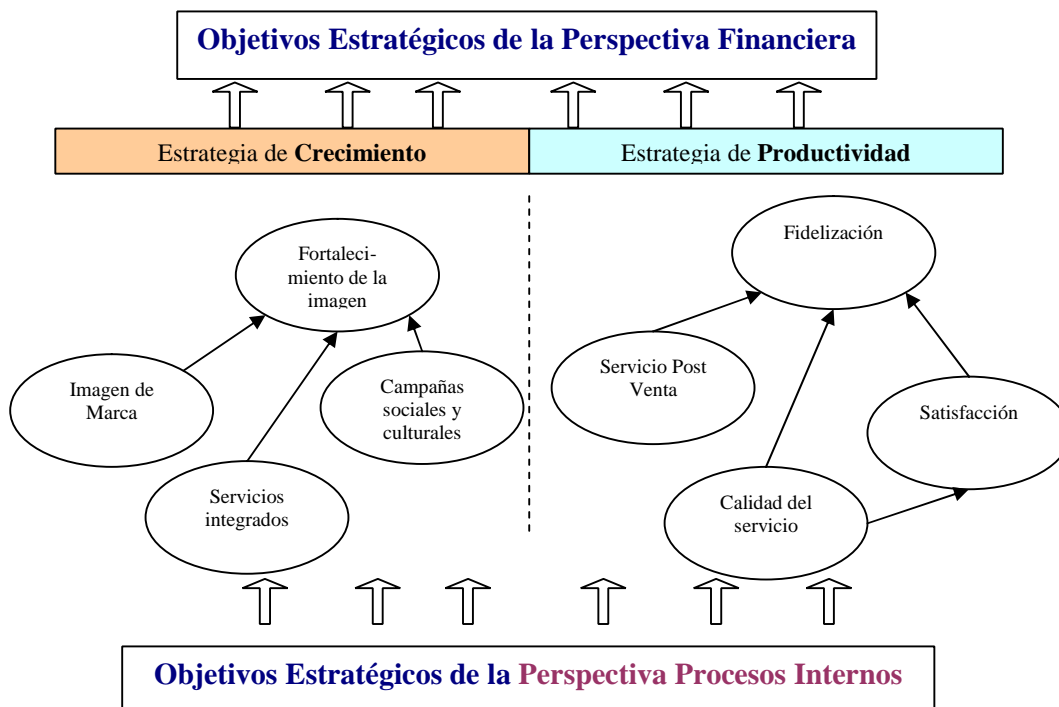 Objetivos Estratégicos de la Perspectiva Financiera
Estrategia de Crecimiento
Estrategia de Productividad
Fortaleci-
miento de la
imagen
Imagen de
Marca
Campañas
sociales y
culturales
Servicios
integrados
Fidelización
Servicio Post
Venta
Satisfacción
Calidad del
servicio
Objetivos Estratégicos de la Perspectiva Procesos Internos